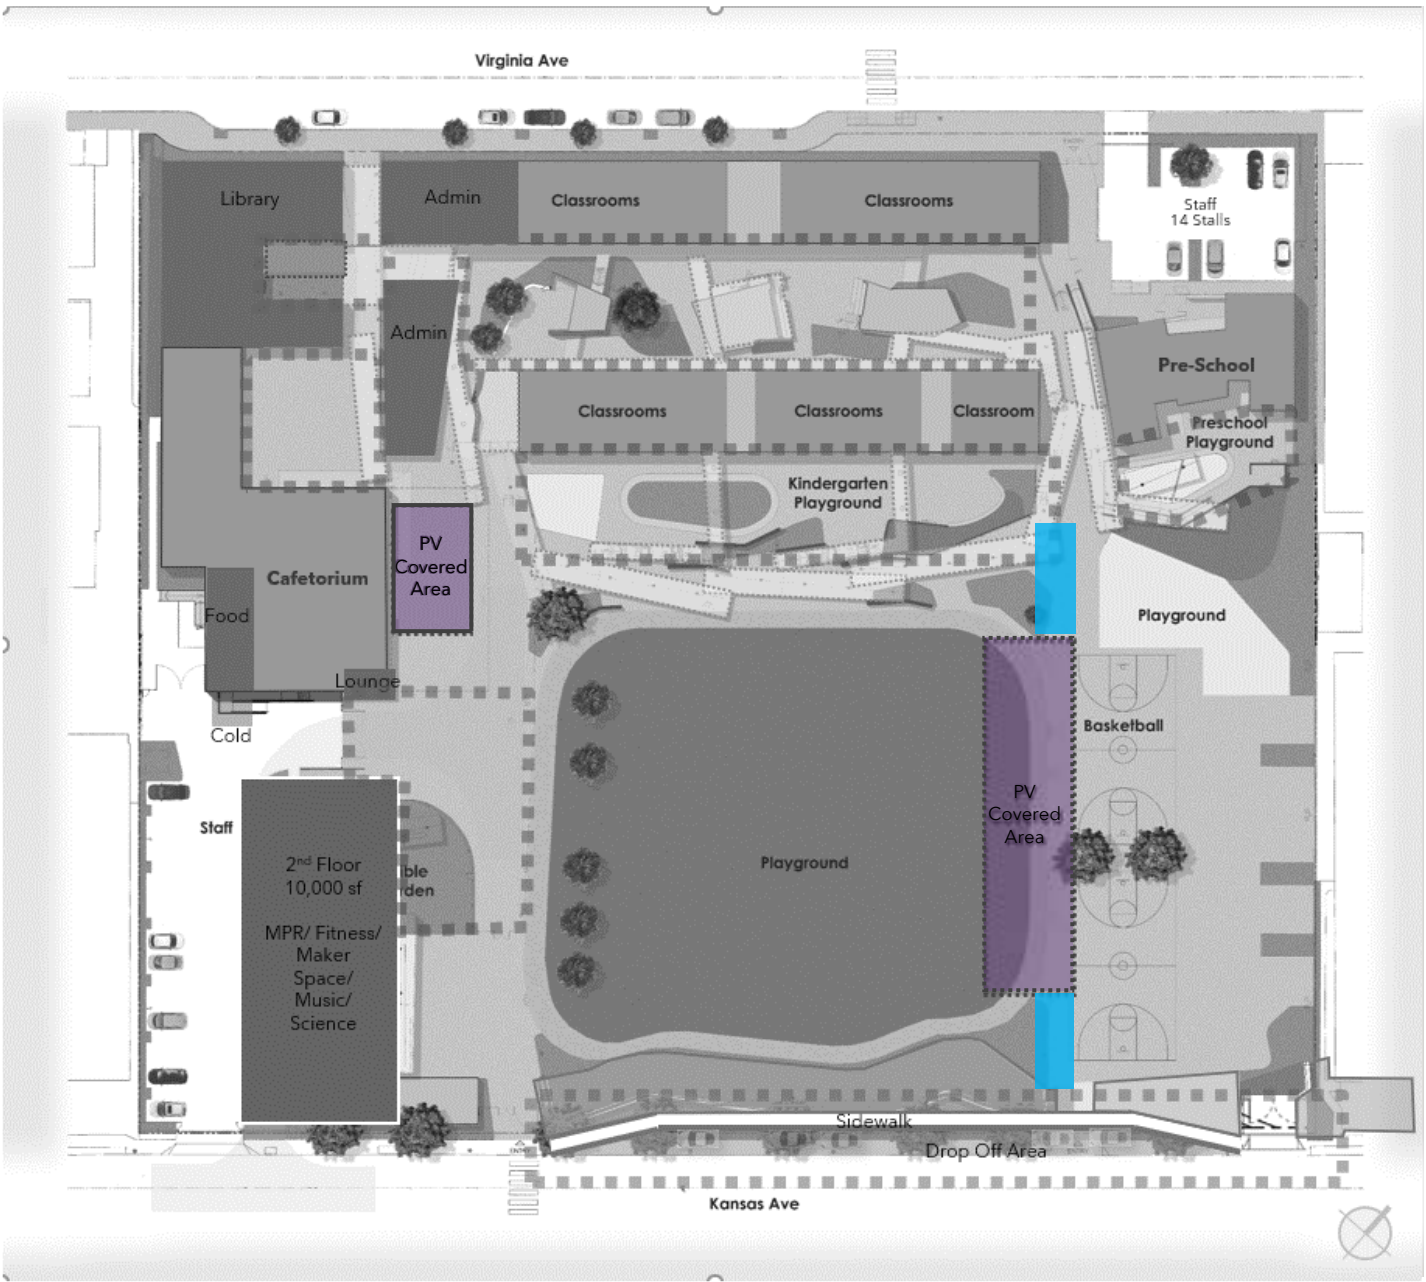 Virginia Ave
Library
Admin
Classrooms
Classrooms
Staff
14 Stalls
Admin
Pre-School
Classrooms
Classrooms
Classroom
Preschool
Playground
Kindergarten
Playground
PV
Covered
Area
Cafetorium
Food
Playground
Lounge
Cold
Basketball
PV
Covered
Area
Staff
2nd Floor
10,000 sf
MPR/ Fitness/
Maker
Space/
Music/
Science
ble
den
Playground
Sidewalk
Drop Off Area
Kansas Ave